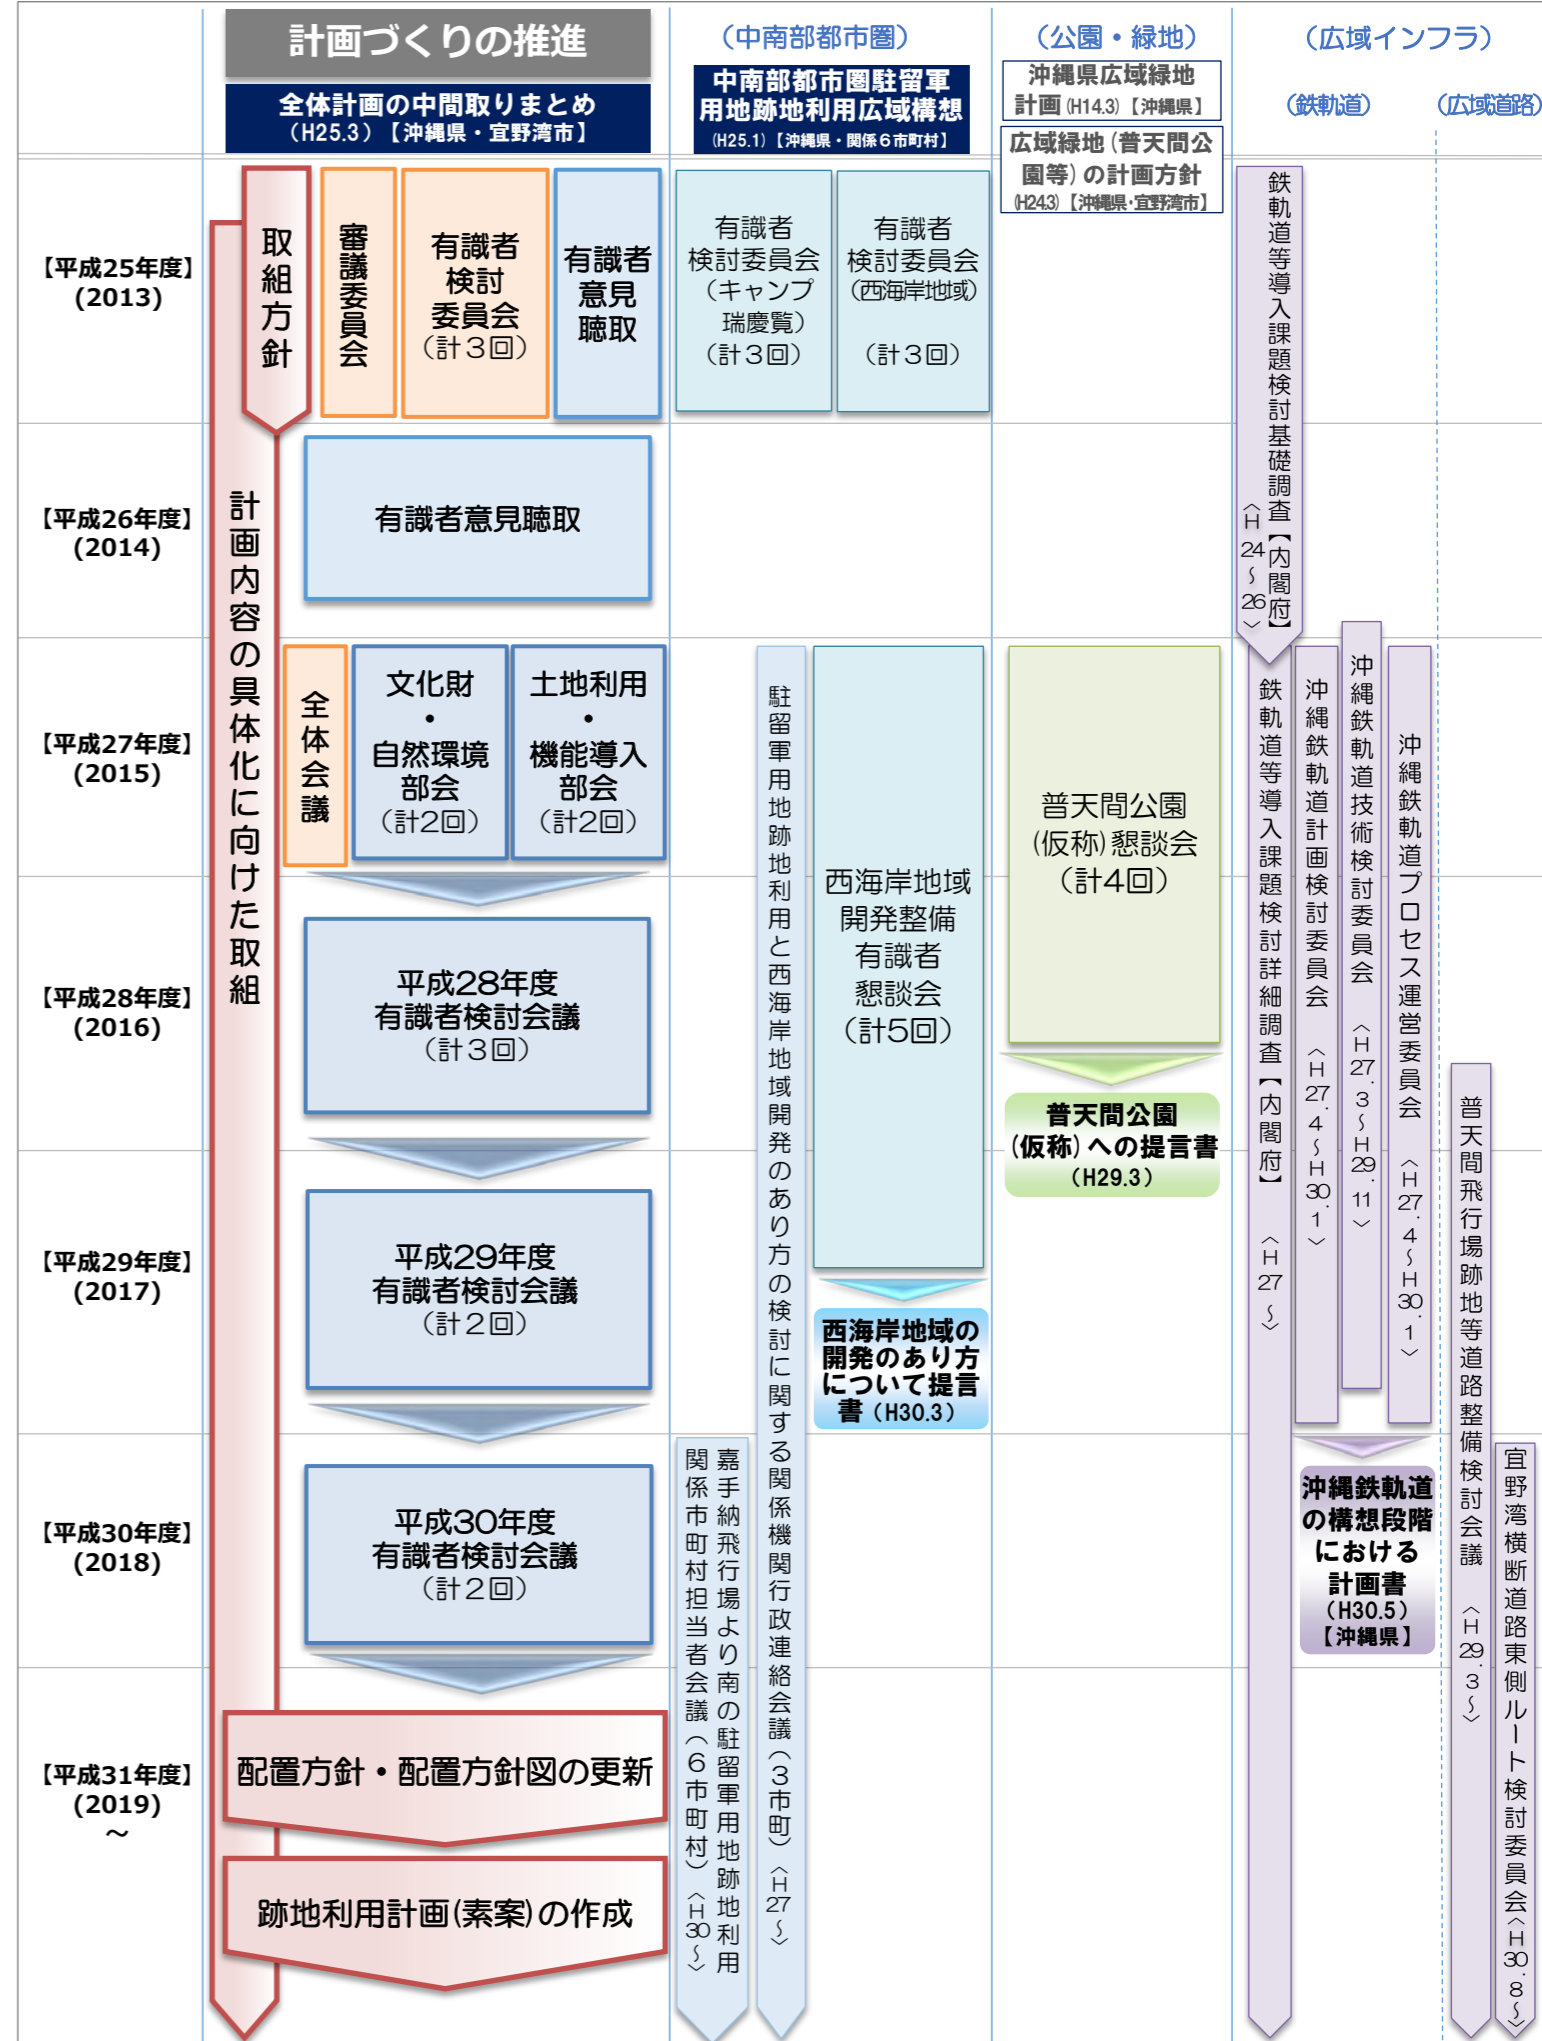 計画づくりの推進
全体計画の中間取りまとめ
(H25.3)【沖縄県・宜野湾市】
(中南部都市圏)
中南部都市圏駐留軍
用地跡地利用広域構想
(H25.1)【沖縄県・関係6市町村】
(公園・緑地)
沖縄県広域緑地
計画(H14.3)【沖縄県】
広域緑地(普天間公
園等)の計画方針
(H24.3)【沖縄県・宜野湾市】
(広域インフラ)
(鉄軌道)
(広域道路)
【平成25年度】
(2013)
取組方針
審議委員会
有識者
検討
委員会
(計3回)
有識者
意見
聴取
有識者
検討委員会
(キャンプ
瑞慶覧)
(計3回)
有識者
検討委員会
(西海岸地域)
(計3回)
鉄軌道等導入課題検討基礎調査【内閣府】
〈H24~26〉
【平成26年度】
(2014)
計画内容の具体化に向けた取組
有識者意見聴取
【平成27年度】
(2015)
全体会議
文化財
・
自然環境
部会
(計2回)
土地利用
・
機能導入
部会
(計2回)
駐留軍用地跡地利用と西海岸地域開発のあり方の検討に関する関係機関行政連絡会議(3市町)〈H27~〉
西海岸地域
開発整備
有識者
懇談会
(計5回)
普天間公園
(仮称)懇談会
(計4回)
鉄軌道等導入課題検討詳細調査【内閣府】〈H27~〉
沖縄鉄軌道計画検討委員会〈H27.4~H30.1〉
沖縄鉄軌道技術検討委員会〈H27.3~H29.11〉
沖縄鉄軌道プロセス運営委員会〈H27.4~H30.1〉
【平成28年度】
(2016)
平成28年度
有識者検討会議
(計3回)
普天間公園
(仮称)への提言書
(H29.3)
普天間飛行場跡地等道路整備検討会議〈H29.3~〉
【平成29年度】
(2017)
平成29年度
有識者検討会議
(計2回)
西海岸地域の
開発のあり方
について提言
書(H30.3)
【平成30年度】
(2018)
平成30年度
有識者検討会議
(計2回)
嘉手納飛行場より南の駐留軍用地跡地利用
関係市町村担当者会議(6市町村)〈H30~〉
沖縄鉄軌道
の構想段階
における
計画書
(H30.5)
【沖縄県】
宜野湾横断道路東側ルート検討委員会〈H30.8~〉
【平成31年度】
(2019)
~
配置方針・配置方針図の更新
跡地利用計画(素案)の作成